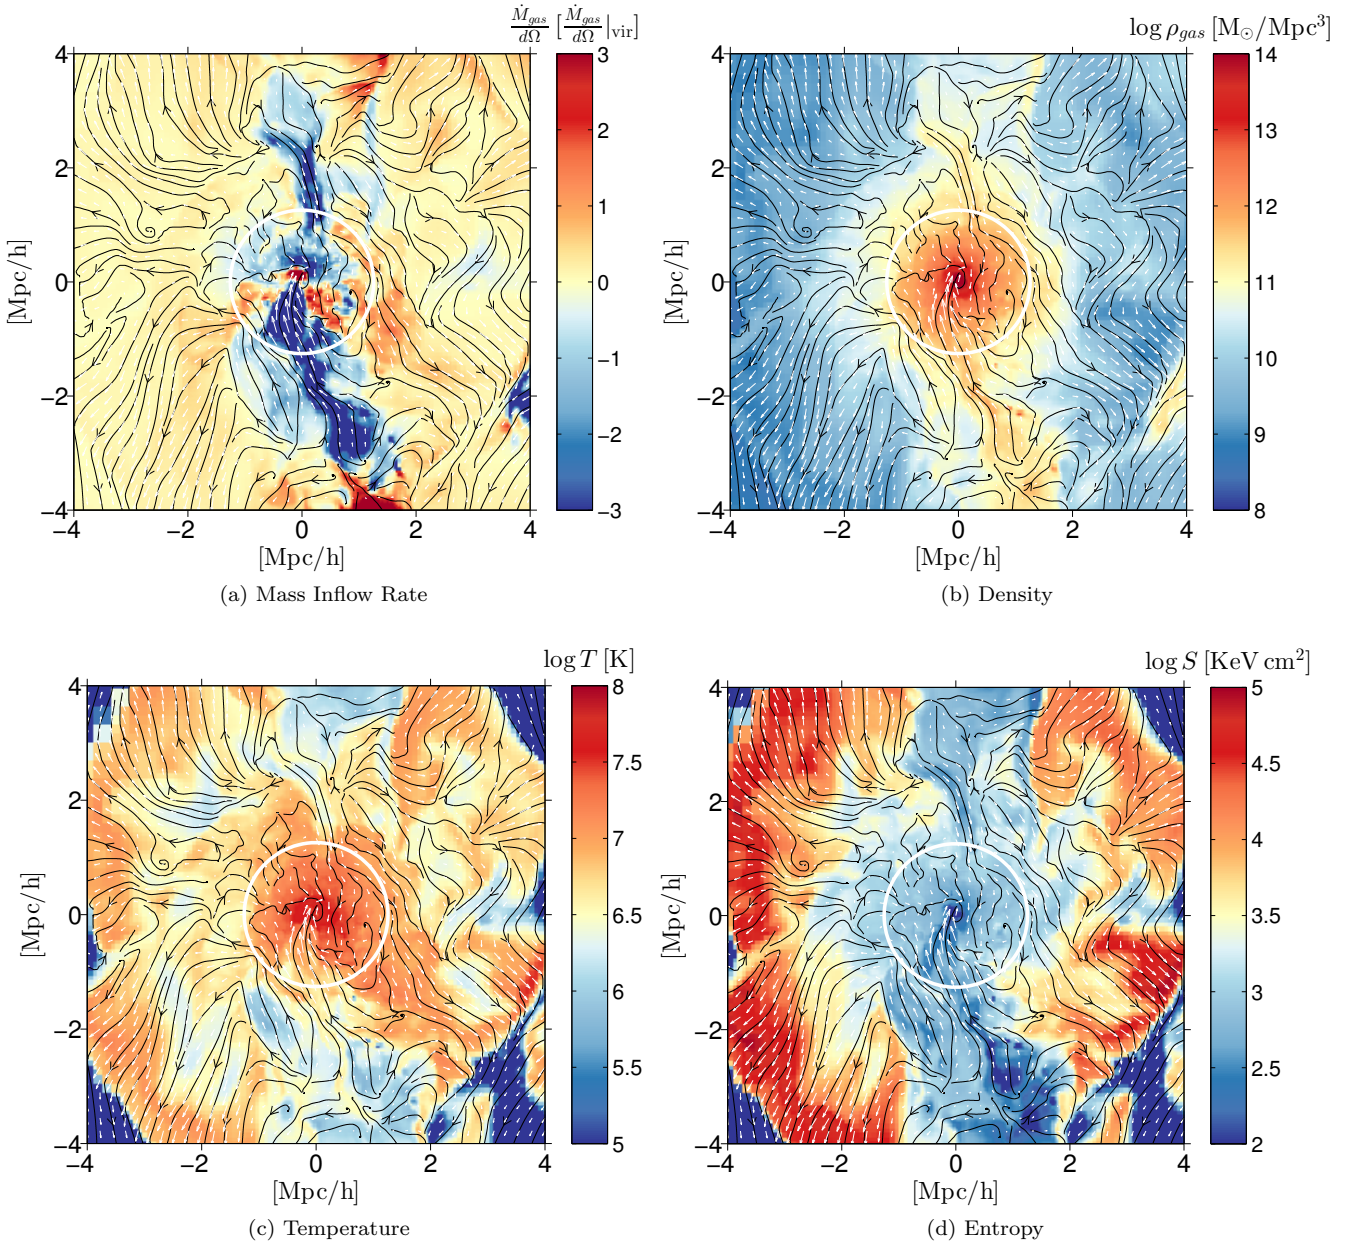 Ṁ_gas/dΩ [Ṁ_gas/dΩ|vir]
log ρ_gas [M⊙/Mpc³]
4
2
0
−2
−4
−4 −2 0 2 4
3
2
1
0
−1
−2
−3
[Mpc/h]
[Mpc/h]
(a) Mass Inflow Rate
4
2
0
−2
−4
−4 −2 0 2 4
14
13
12
11
10
9
8
[Mpc/h]
[Mpc/h]
(b) Density
log T [K]
log S [KeV cm²]
4
2
0
−2
−4
−4 −2 0 2 4
8
7.5
7
6.5
6
5.5
5
[Mpc/h]
[Mpc/h]
(c) Temperature
4
2
0
−2
−4
−4 −2 0 2 4
5
4.5
4
3.5
3
2.5
2
[Mpc/h]
[Mpc/h]
(d) Entropy